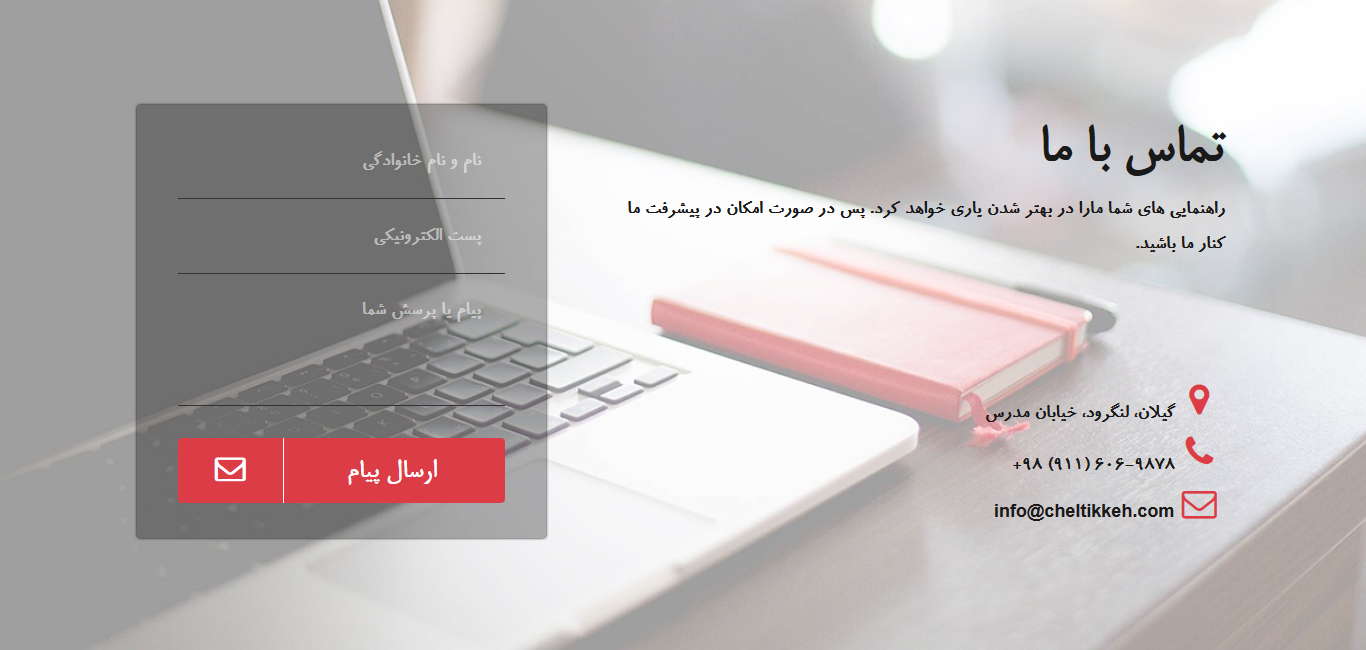 تماس با ما
راهنمایی های شما مارا در بهتر شدن یاری خواهد کرد. پس در صورت امکان در پیشرفت ما
کنار ما باشید.
گیلان، لنگرود، خیابان مدرس
+۹۸ (۹۱۱) ۶۰۶-۹۸۷۸
info@cheltikkeh.com
نام و نام خانوادگی
پست الکترونیکی
پیام یا پرسش شما
ارسال پیام